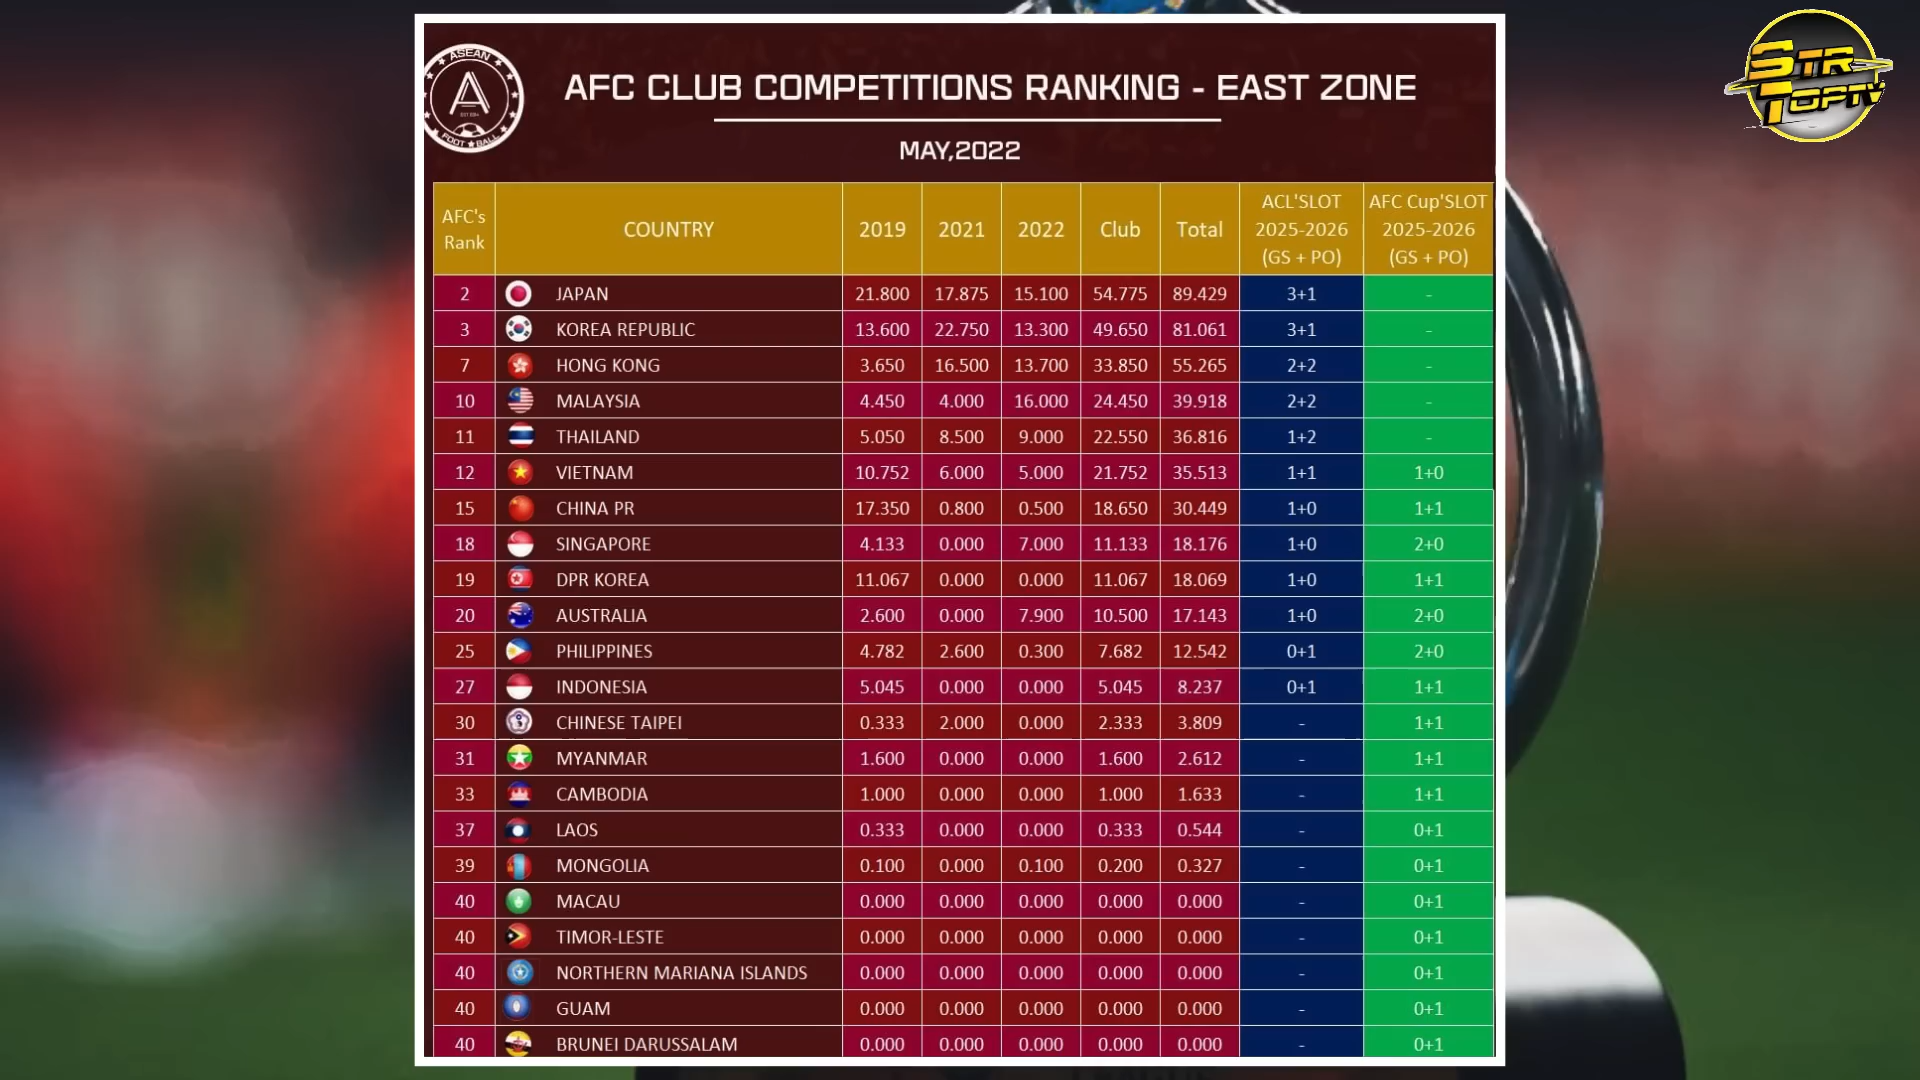 ASEAN
FOOTBALL
STR
TOPTV
AFC CLUB COMPETITIONS RANKING - EAST ZONE
MAY,2022
AFC's Rank COUNTRY 2019 2021 2022 Club Total ACL'SLOT 2025-2026 (GS + PO) AFC Cup'SLOT 2025-2026 (GS + PO)
2 JAPAN 21.800 17.875 15.100 54.775 89.429 3+1 -
3 KOREA REPUBLIC 13.600 22.750 13.300 49.650 81.061 3+1 -
7 HONG KONG 3.650 16.500 13.700 33.850 55.265 2+2 -
10 MALAYSIA 4.450 4.000 16.000 24.450 39.918 2+2 -
11 THAILAND 5.050 8.500 9.000 22.550 36.816 1+2 -
12 VIETNAM 10.752 6.000 5.000 21.752 35.513 1+1 1+0
15 CHINA PR 17.350 0.800 0.500 18.650 30.449 1+0 1+1
18 SINGAPORE 4.133 0.000 7.000 11.133 18.176 1+0 2+0
19 DPR KOREA 11.067 0.000 0.000 11.067 18.069 1+0 1+1
20 AUSTRALIA 2.600 0.000 7.900 10.500 17.143 1+0 2+0
25 PHILIPPINES 4.782 2.600 0.300 7.682 12.542 0+1 2+0
27 INDONESIA 5.045 0.000 0.000 5.045 8.237 0+1 1+1
30 CHINESE TAIPEI 0.333 2.000 0.000 2.333 3.809 - 1+1
31 MYANMAR 1.600 0.000 0.000 1.600 2.612 - 1+1
33 CAMBODIA 1.000 0.000 0.000 1.000 1.633 - 1+1
37 LAOS 0.333 0.000 0.000 0.333 0.544 - 0+1
39 MONGOLIA 0.100 0.000 0.100 0.200 0.327 - 0+1
40 MACAU 0.000 0.000 0.000 0.000 0.000 - 0+1
40 TIMOR-LESTE 0.000 0.000 0.000 0.000 0.000 - 0+1
40 NORTHERN MARIANA ISLANDS 0.000 0.000 0.000 0.000 0.000 - 0+1
40 GUAM 0.000 0.000 0.000 0.000 0.000 - 0+1
40 BRUNEI DARUSSALAM 0.000 0.000 0.000 0.000 0.000 - 0+1